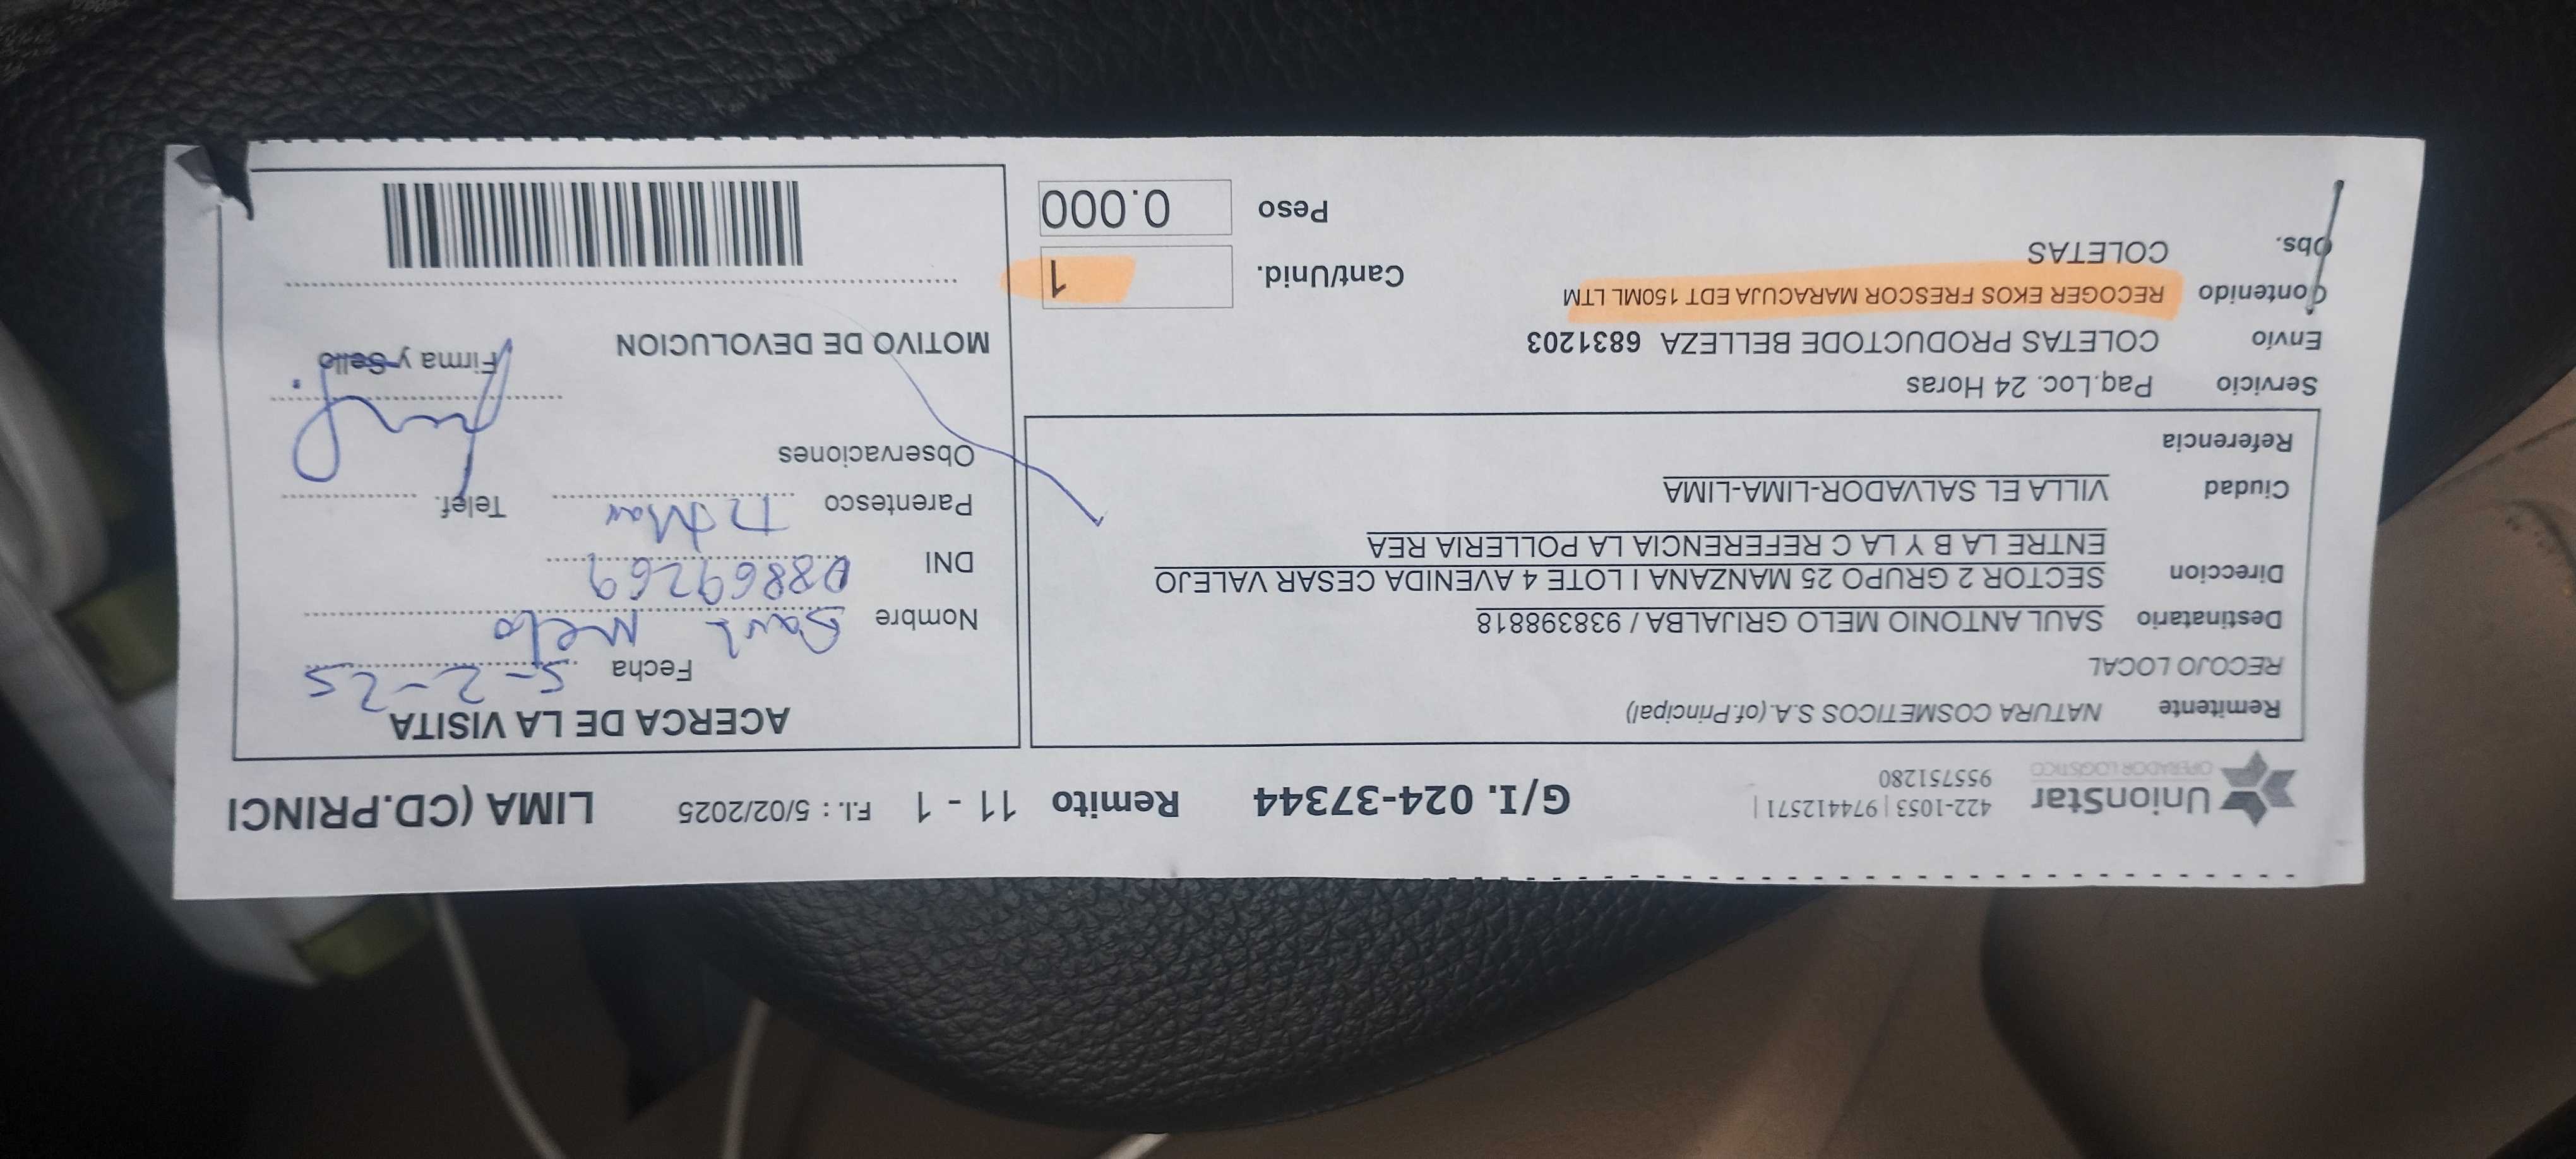 UnionStar
OPERADOR LOGISTICO
422-1053 | 974412571 |
955751280
G/I. 024-37344
Remito 11 - 1
F.I. : 5/02/2025
LIMA (CD.PRINCI
Remitente NATURA COSMETICOS S.A. (of.Principal)
RECOJO LOCAL
Destinatario SAUL ANTONIO MELO GRIJALBA / 938398818
Direccion SECTOR 2 GRUPO 25 MANZANA I LOTE 4 AVENIDA CESAR VALEJO
ENTRE LA B Y LA C REFERENCIA LA POLLERIA REA
Ciudad VILLA EL SALVADOR-LIMA-LIMA
Referencia
Servicio Paq.Loc. 24 Horas
Envío COLETAS PRODUCTODE BELLEZA 6831203
Contenido RECOGER EKOS FRESCOR MARACUJA EDT 150ML LTM
Obs. COLETAS
Cant/Unid. 1
Peso 0.000
ACERCA DE LA VISITA
Fecha 5-2-25
Nombre Saul Melo
DNI 08869269
Parentesco Telef.
Observaciones
Firma y Sello
MOTIVO DE DEVOLUCION